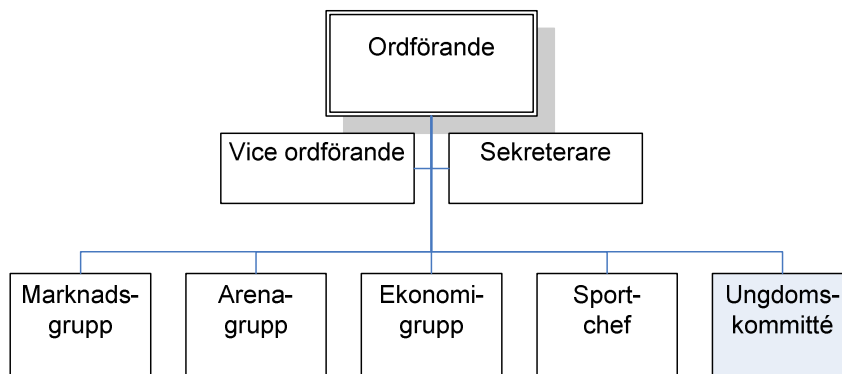 Ordförande
Vice ordförande
Sekreterare
Marknads-
grupp
Arena-
grupp
Ekonomi-
grupp
Sport-
chef
Ungdoms-
kommitté